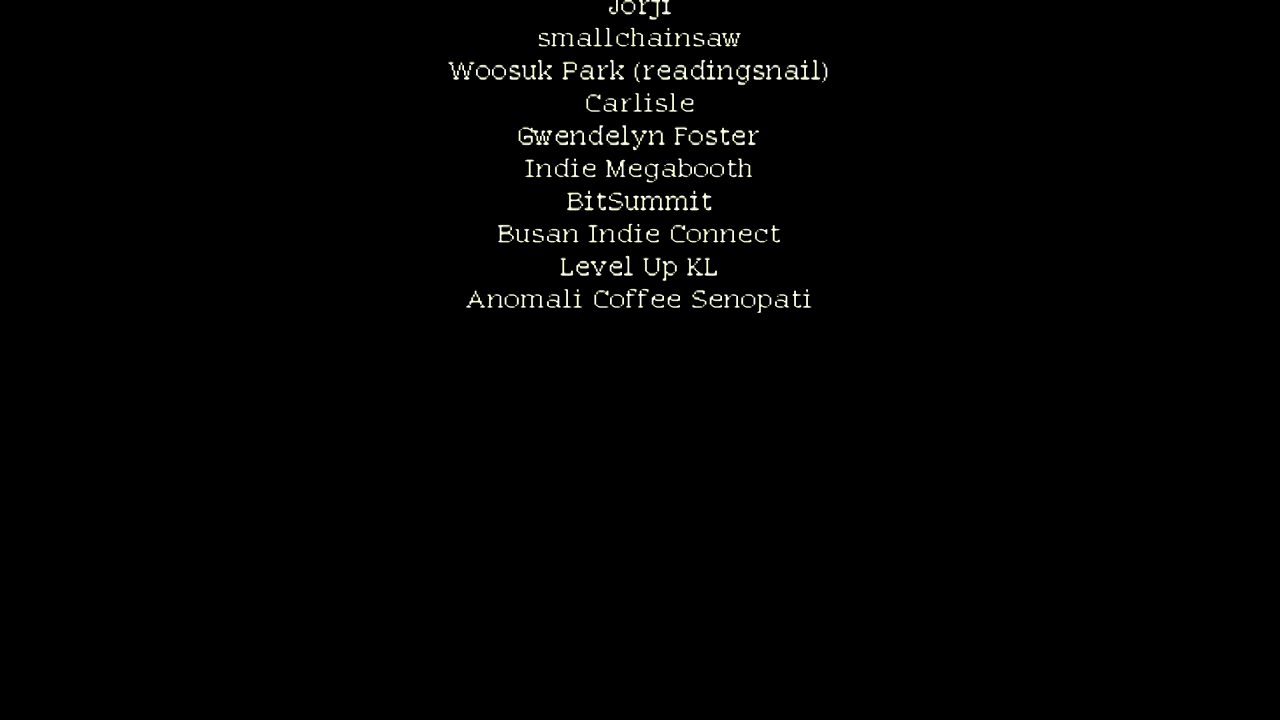 Jorji
smallchainsaw
Woosuk Park (readingsnail)
Carlisle
Gwendelyn Foster
Indie Megabooth
BitSummit
Busan Indie Connect
Level Up KL
Anomali Coffee Senopati